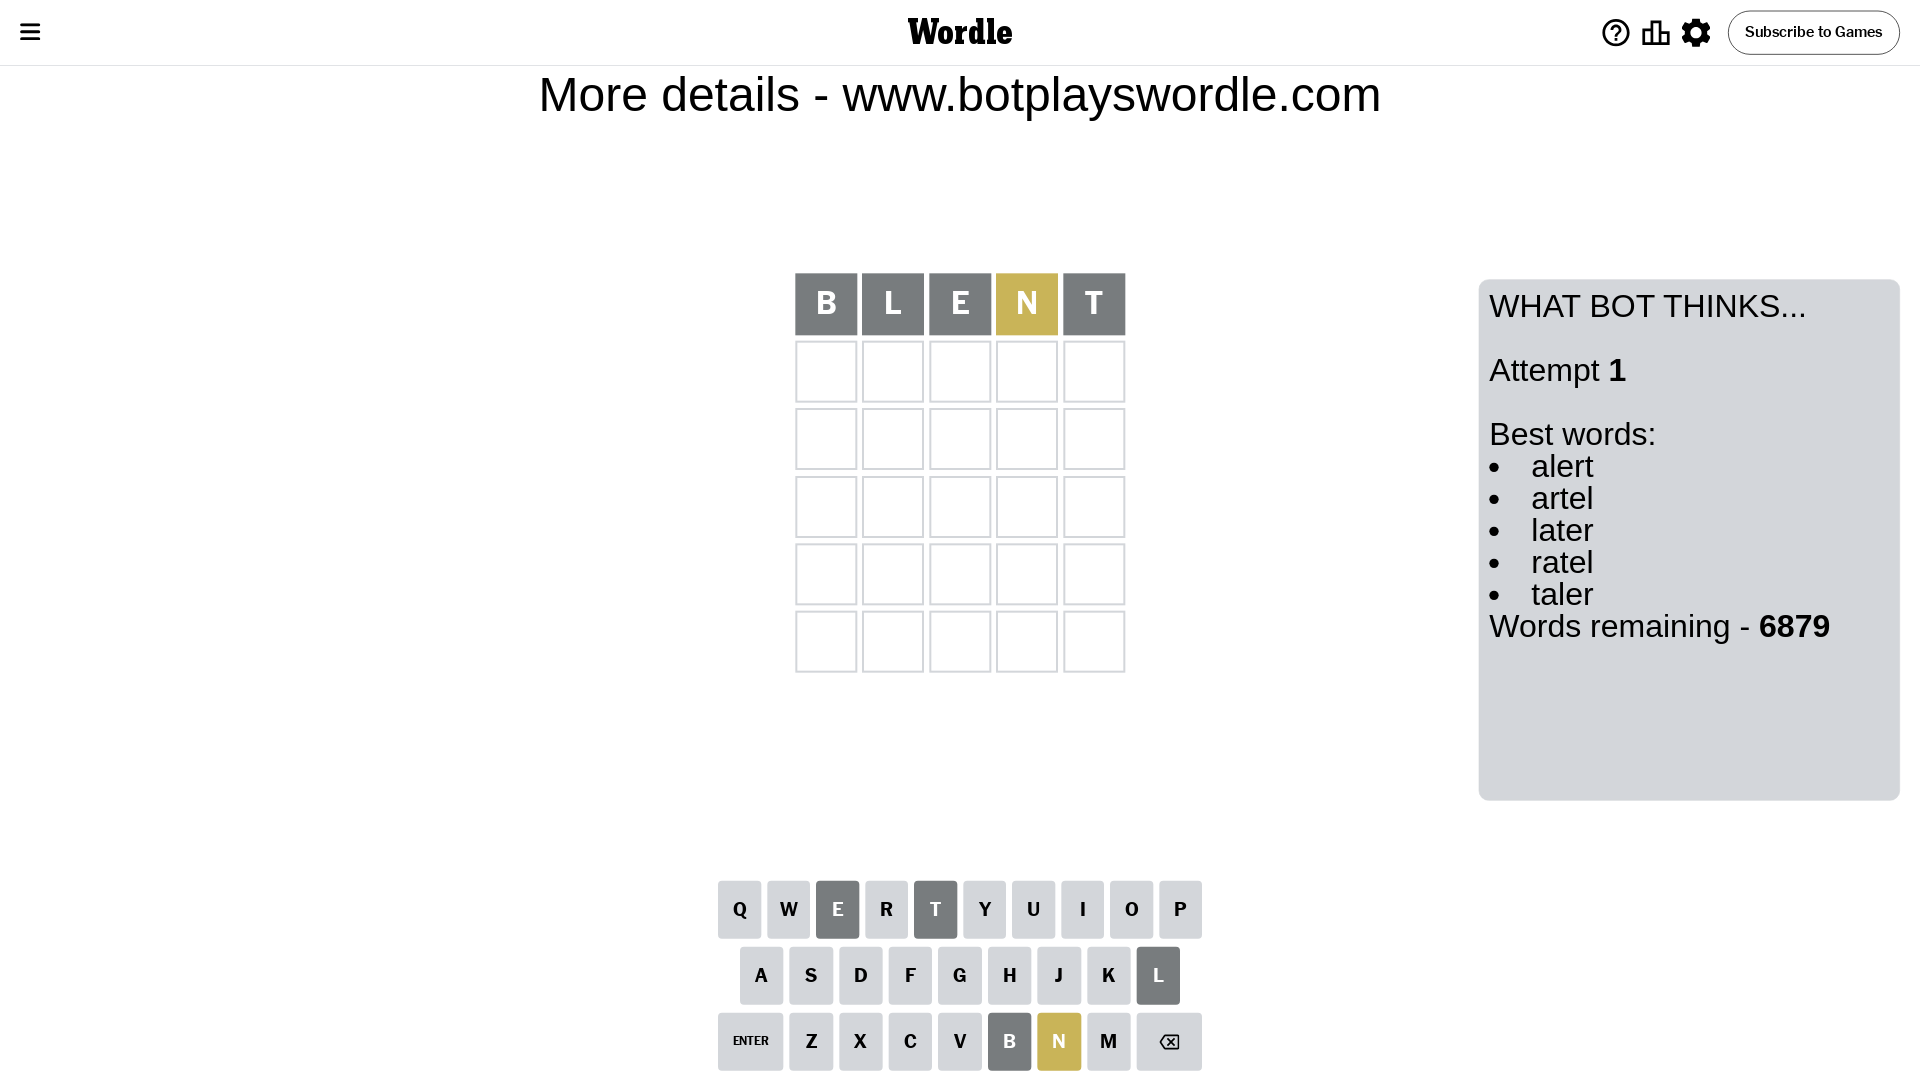 Wordle
Subscribe to Games
More details - www.botplayswordle.com
B L E N T
WHAT BOT THINKS...
Attempt 1
Best words:
• alert
• artel
• later
• ratel
• taler
Words remaining - 6879
Q W E R T Y U I O P
A S D F G H J K L
ENTER Z X C V B N M